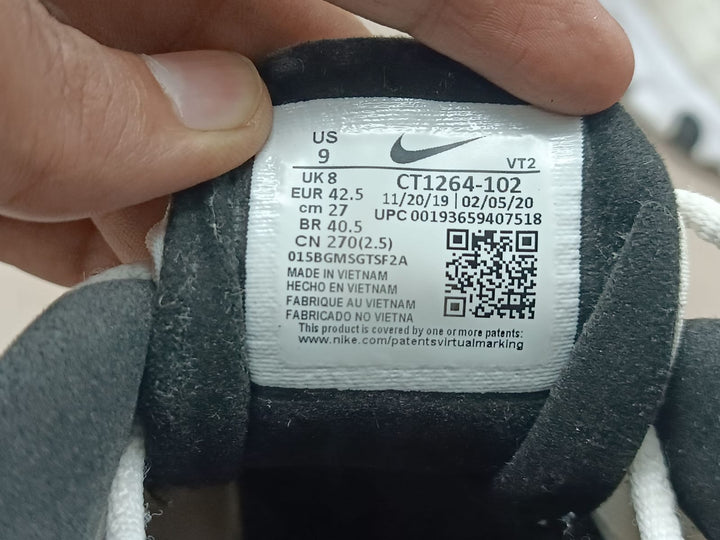 US
9
VT2
UK 8
EUR 42.5
cm 27
BR 40.5
CN 270(2.5)
015BGMSGTSF2A
CT1264-102
11/20/19 | 02/05/20
UPC 00193659407518
MADE IN VIETNAM
HECHO EN VIETNAM
FABRIQUE AU VIETNAM
FABRICADO NO VIETNA
This product is covered by one or more patents:
www.nike.com/patentsvirtualmarking